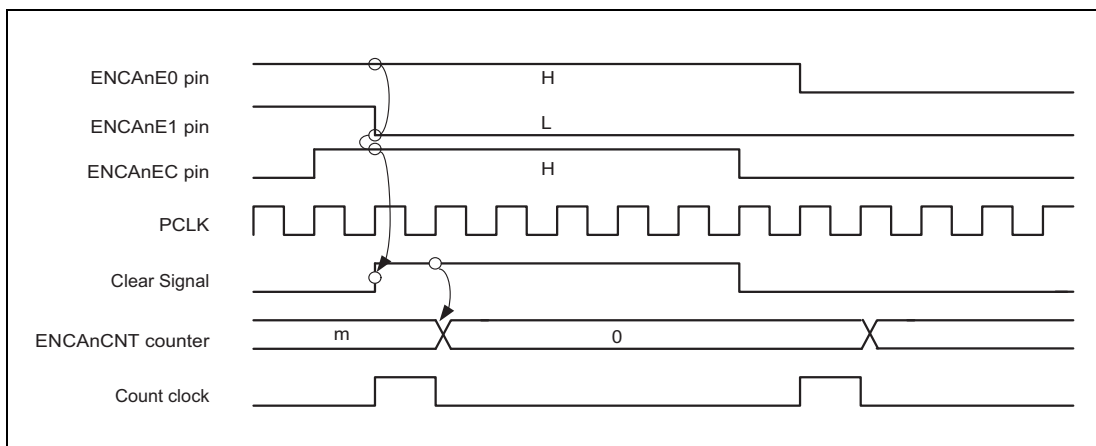 ENCAnE0 pin
H
ENCAnE1 pin
L
ENCAnEC pin
H
PCLK
Clear Signal
ENCAnCNT counter
m
0
Count clock